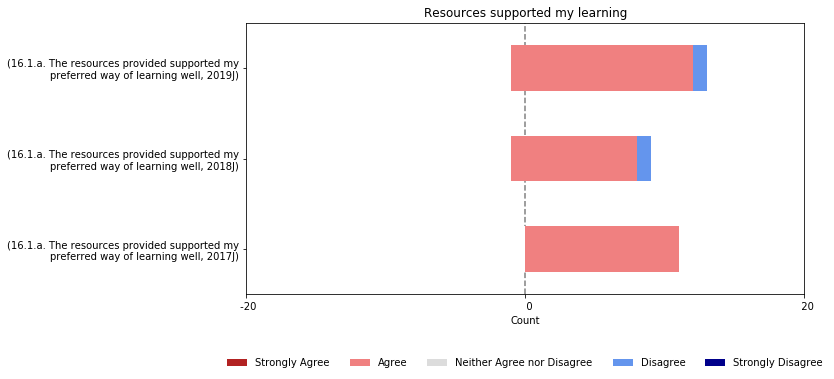 Resources supported my learning
(16.1.a. The resources provided supported my
preferred way of learning well, 2019J)
(16.1.a. The resources provided supported my
preferred way of learning well, 2018J)
(16.1.a. The resources provided supported my
preferred way of learning well, 2017J)
-20 0 20
Count
Strongly Agree Agree Neither Agree nor Disagree Disagree Strongly Disagree